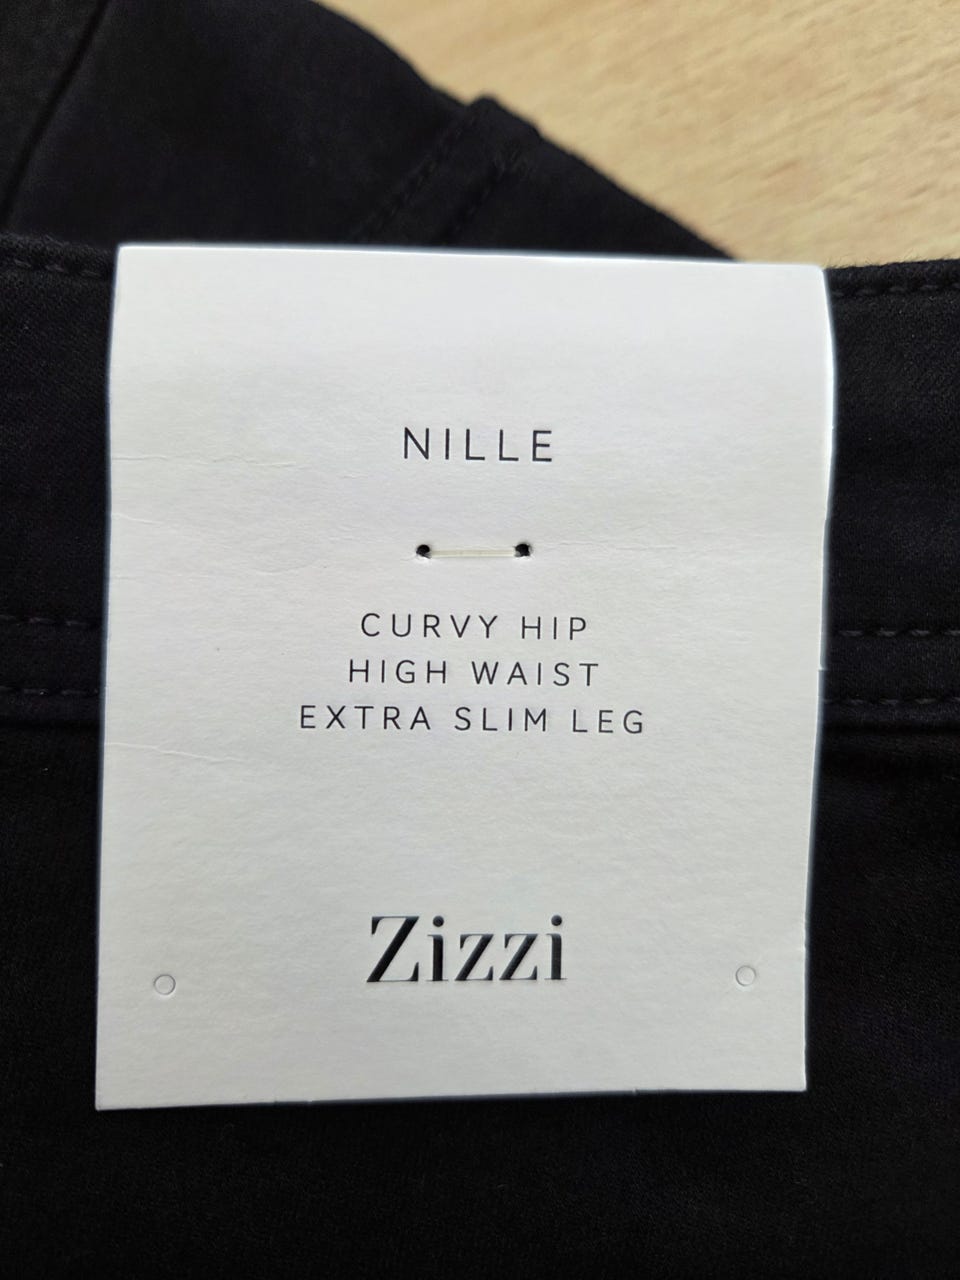 NILLE
CURVY HIP
HIGH WAIST
EXTRA SLIM LEG
Zizzi